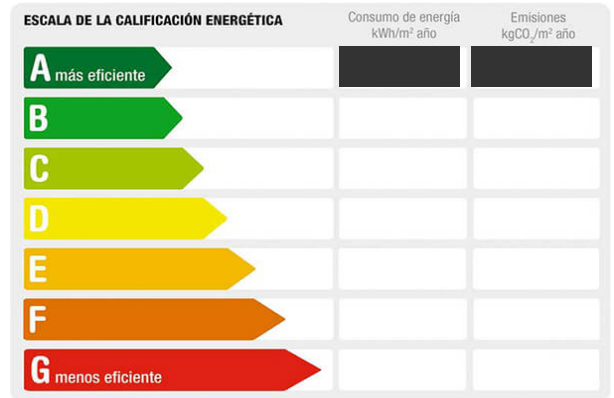 ESCALA DE LA CALIFICACIÓN ENERGÉTICA
Consumo de energía
kWh/m² año
Emisiones
kgCO₂/m² año
A más eficiente
B
C
D
E
F
G menos eficiente